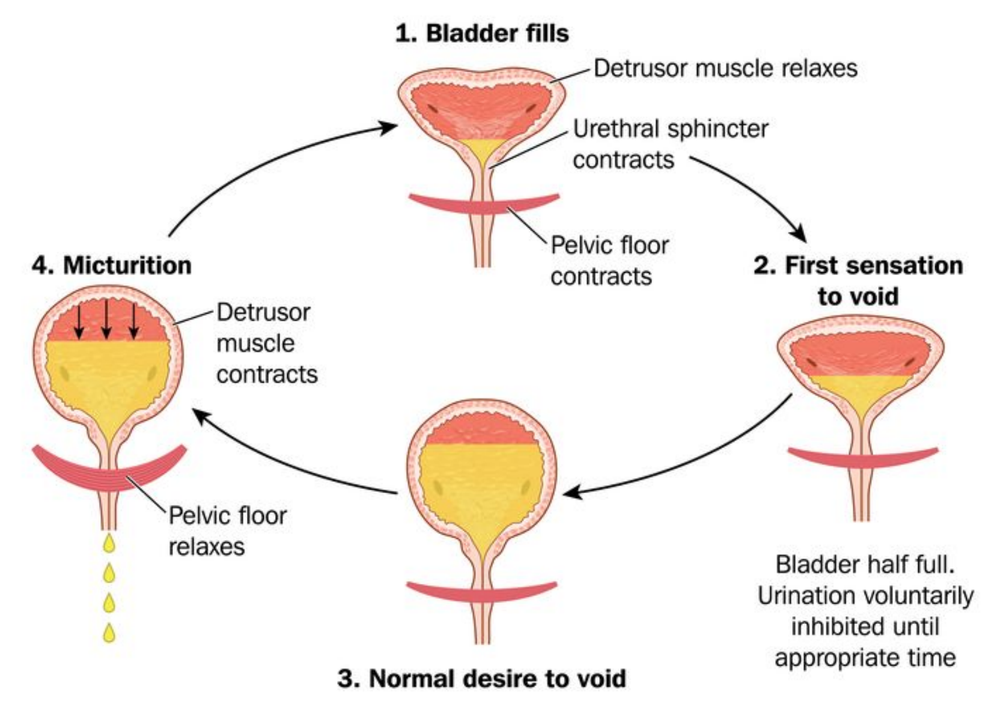 1. Bladder fills
Detrusor muscle relaxes
Urethral sphincter
contracts
Pelvic floor
contracts
2. First sensation
to void
Bladder half full.
Urination voluntarily
inhibited until
appropriate time
3. Normal desire to void
4. Micturition
Detrusor
muscle
contracts
Pelvic floor
relaxes